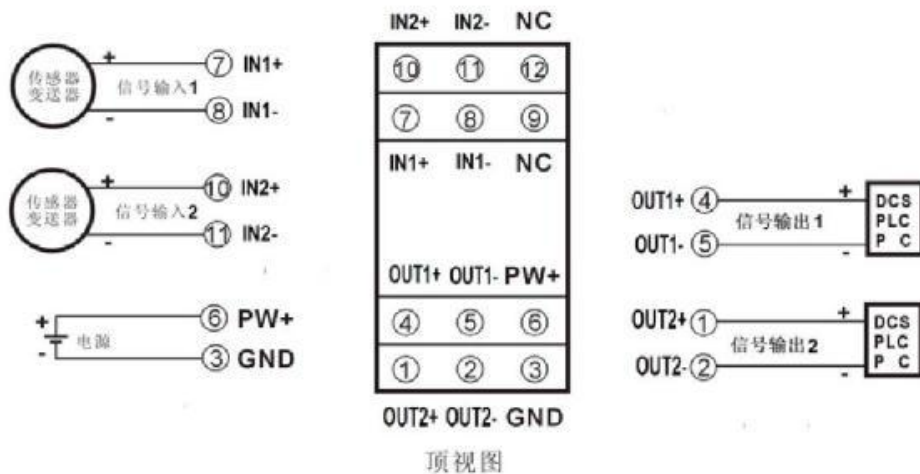 IN2+ IN2- NC
⑩ ⑪ ⑫
⑦ ⑧ ⑨
IN1+ IN1- NC
OUT1+ OUT1- PW+
④ ⑤ ⑥
① ② ③
OUT2+ OUT2- GND
顶视图
传感器
变送器
+ ⑦ IN1+
信号输入1
- ⑧ IN1-
传感器
变送器
+ ⑩ IN2+
信号输入2
- ⑪ IN2-
+ ⑥ PW+
电源
- ③ GND
OUT1+ ④ +
信号输出1
OUT1- ⑤ -
DCS
PLC
P C
OUT2+ ① +
信号输出2
OUT2- ② -
DCS
PLC
P C